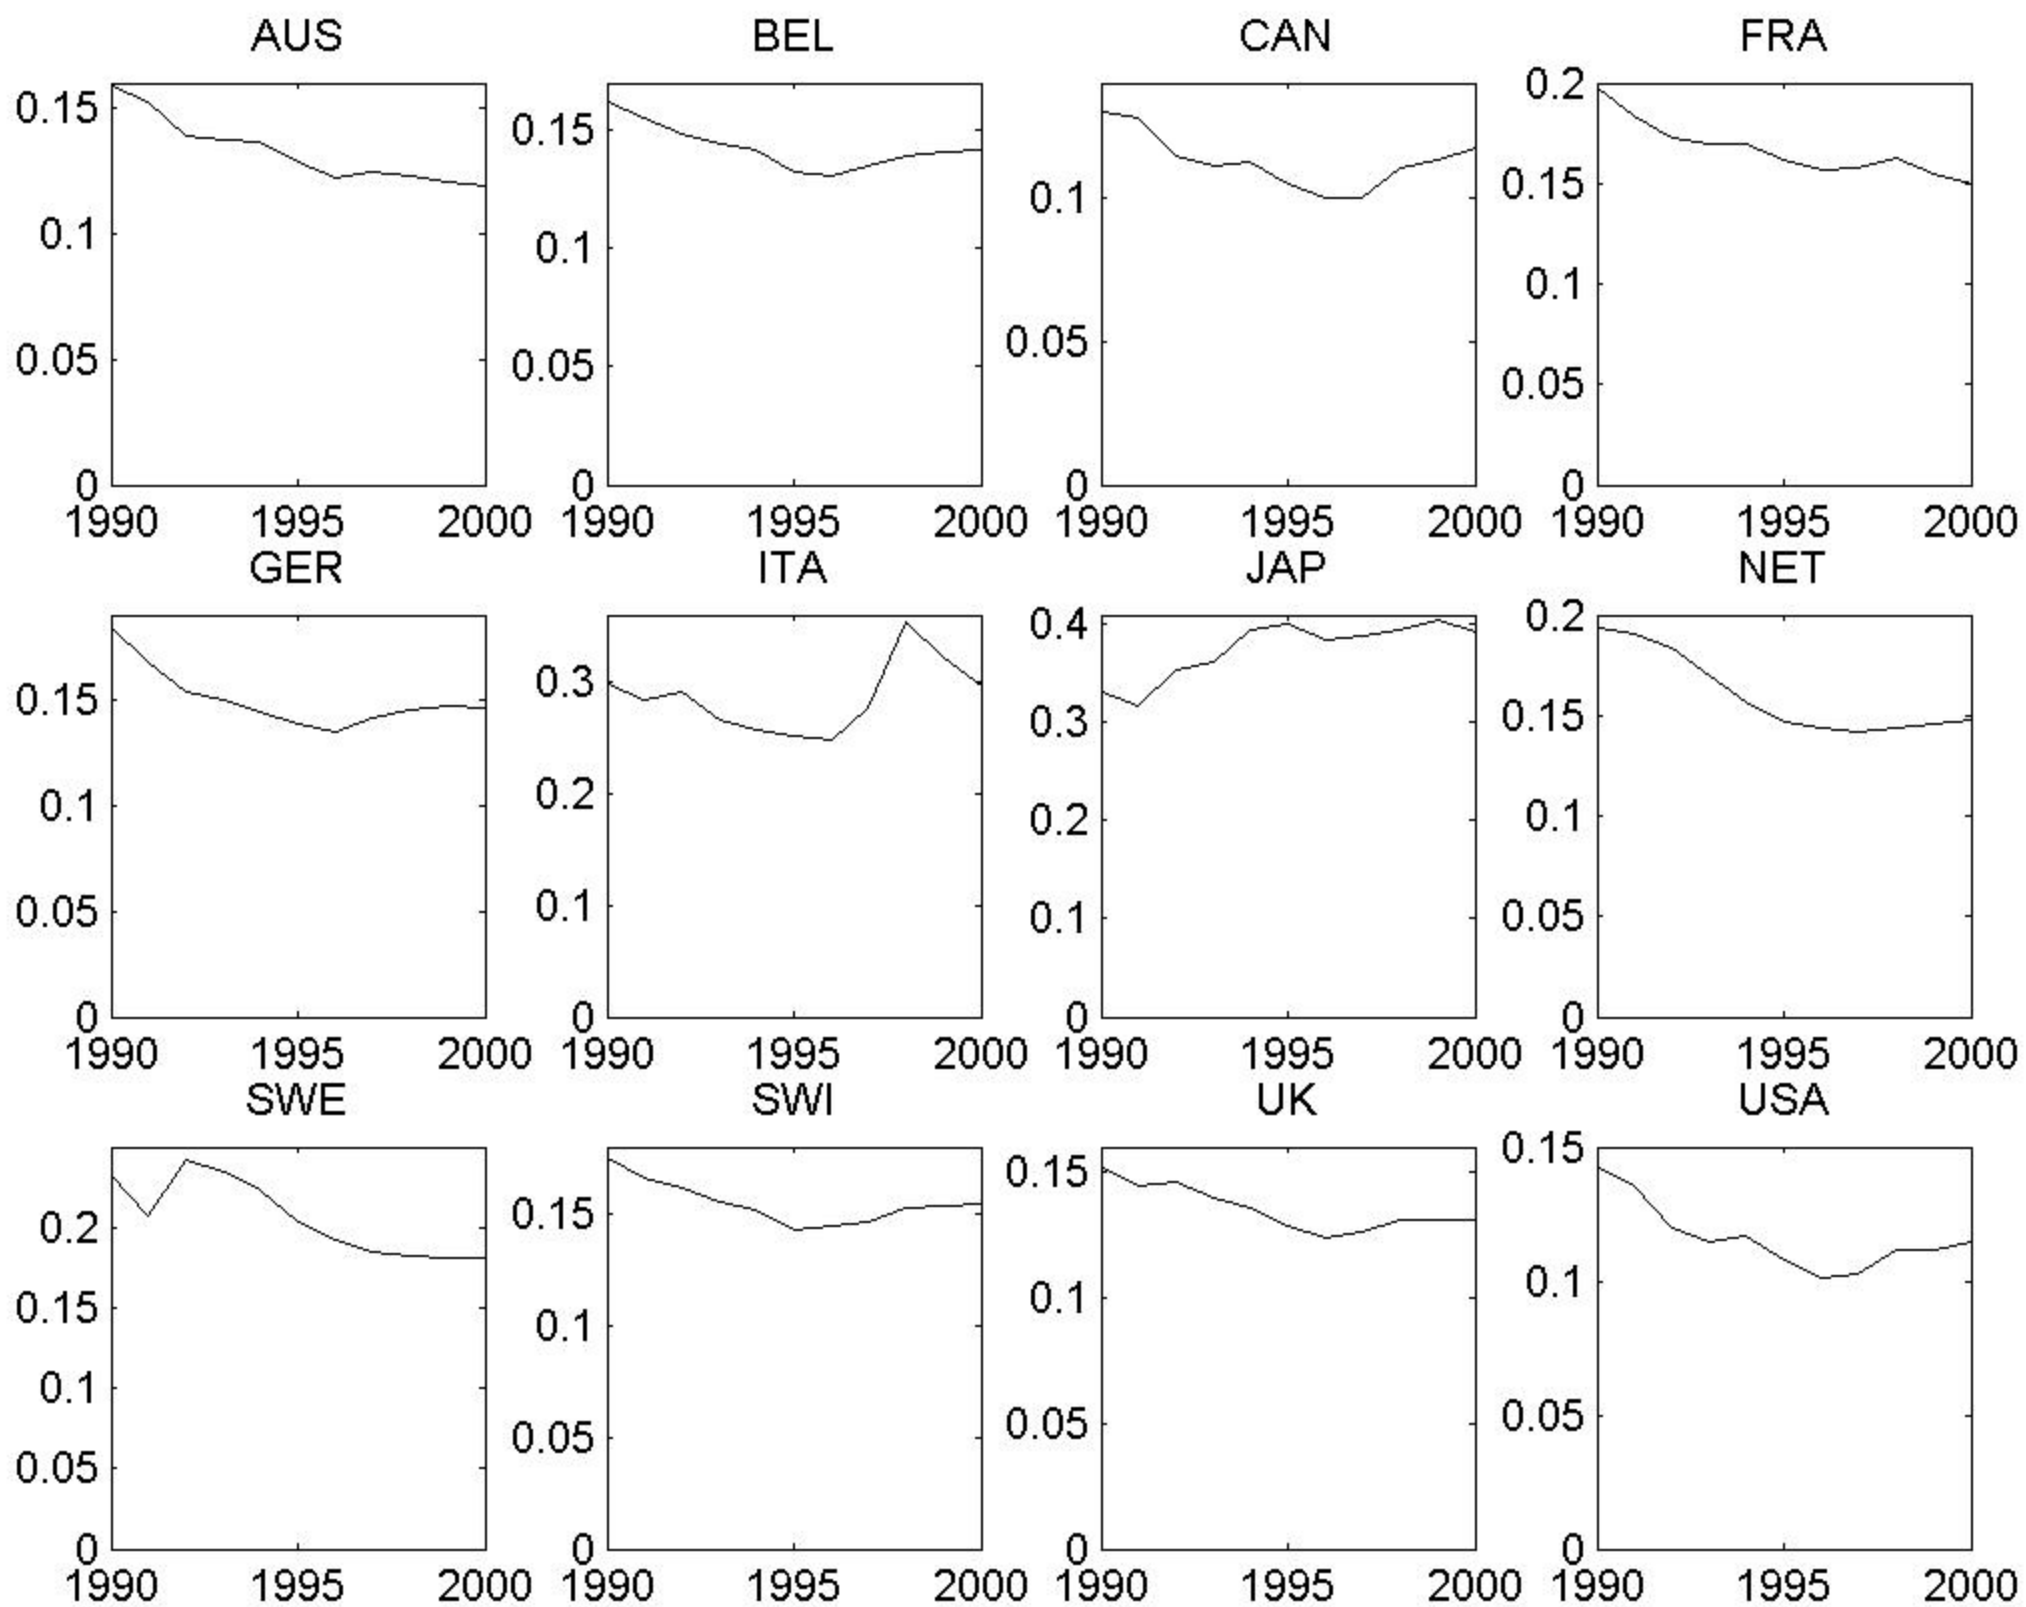 AUS BEL CAN FRA
0.15 0.15 0.1 0.2
0.1 0.1 0.05 0.15
0.05 0.05 0 0.1
0 0 0.05
0
1990 1995 2000 1990 1995 2000 1990 1995 2000 1990 1995 2000
GER ITA JAP NET
0.15 0.3 0.4 0.2
0.1 0.2 0.3 0.15
0.05 0.1 0.2 0.1
0 0 0.1 0.05
0 0
1990 1995 2000 1990 1995 2000 1990 1995 2000 1990 1995 2000
SWE SWI UK USA
0.2 0.15 0.15 0.15
0.15 0.1 0.1 0.1
0.1 0.05 0.05 0.05
0.05 0 0 0
0
1990 1995 2000 1990 1995 2000 1990 1995 2000 1990 1995 2000